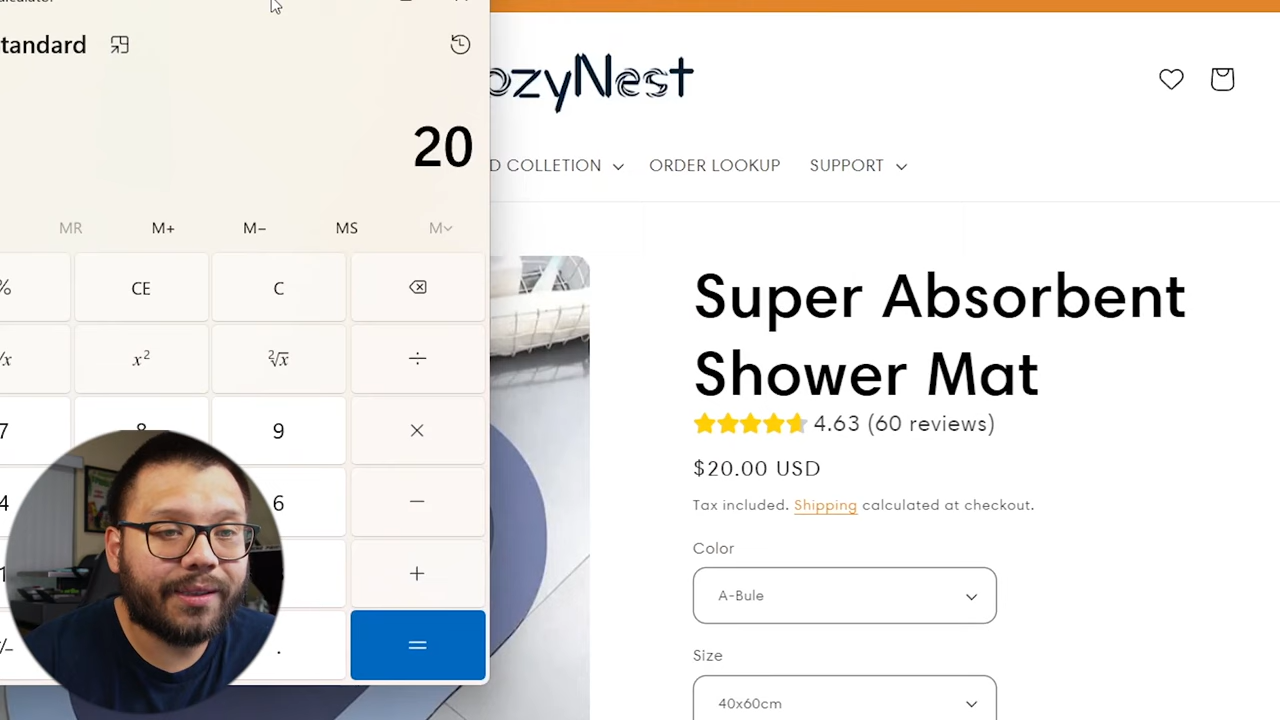 tandard
20
MR M+ M− MS M
% CE C
x²
²√x
÷
7 9 ×
4 6 −
1 +
. =
ozyNest
D COLLETION ORDER LOOKUP SUPPORT
Super Absorbent
Shower Mat
4.63 (60 reviews)
$20.00 USD
Tax included. Shipping calculated at checkout.
Color
A-Bule
Size
40x60cm